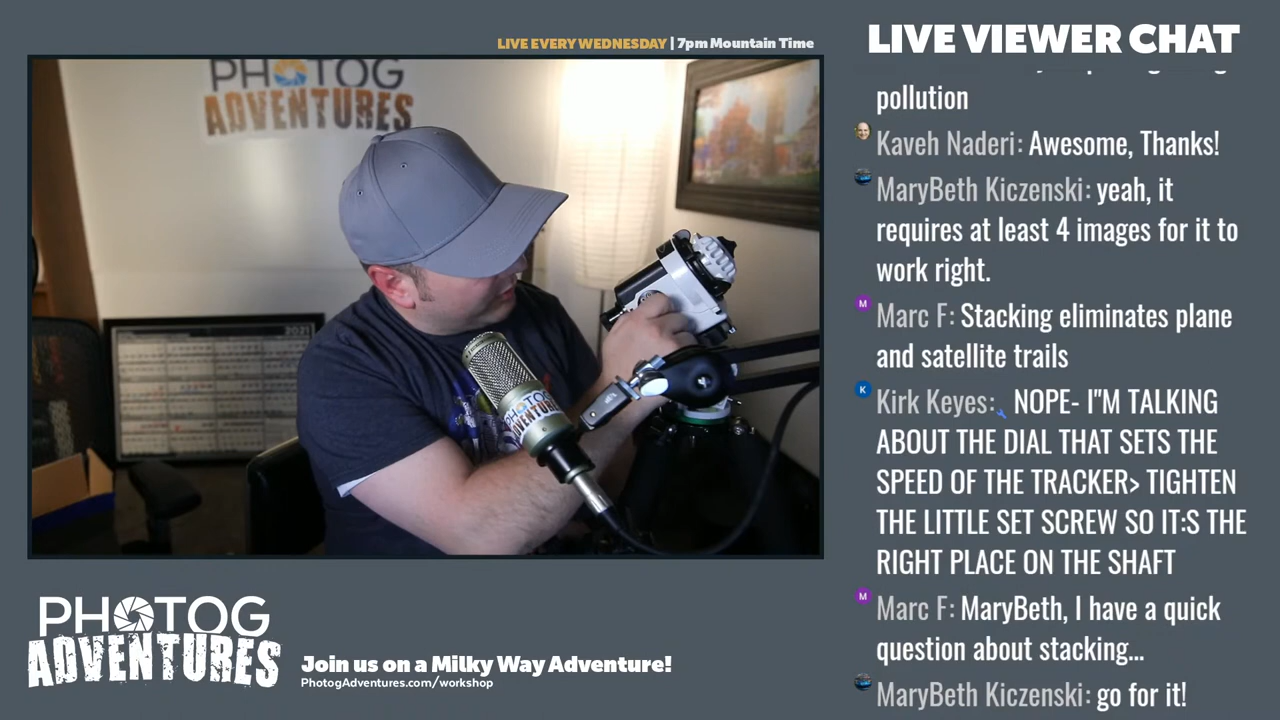 LIVE EVERY WEDNESDAY | 7pm Mountain Time
PHOTOG
ADVENTURES
2021
ADVENTURES
PHOTOG
ADVENTURES
Join us on a Milky Way Adventure!
PhotogAdventures.com/workshop
LIVE VIEWER CHAT
pollution
Kaveh Naderi: Awesome, Thanks!
MaryBeth Kiczenski: yeah, it
requires at least 4 images for it to
work right.
M
Marc F: Stacking eliminates plane
and satellite trails
K
Kirk Keyes: NOPE- I"M TALKING
ABOUT THE DIAL THAT SETS THE
SPEED OF THE TRACKER> TIGHTEN
THE LITTLE SET SCREW SO IT:S THE
RIGHT PLACE ON THE SHAFT
M
Marc F: MaryBeth, I have a quick
question about stacking...
MaryBeth Kiczenski: go for it!